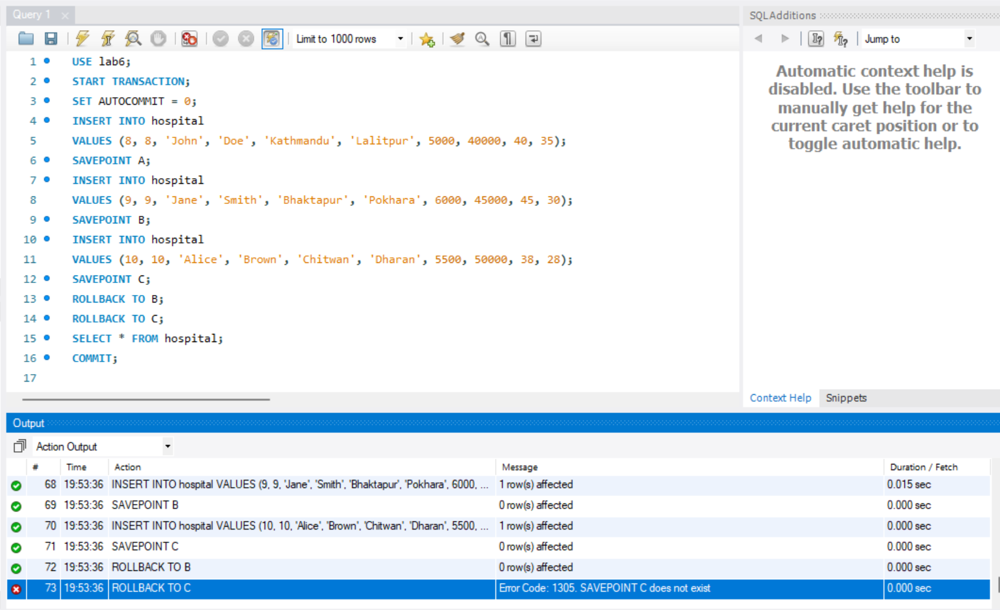 Query 1
SQLAdditions
Limit to 1000 rows
Jump to
1 USE lab6;
2 START TRANSACTION;
3 SET AUTOCOMMIT = 0;
4 INSERT INTO hospital
5 VALUES (8, 8, 'John', 'Doe', 'Kathmandu', 'Lalitpur', 5000, 40000, 40, 35);
6 SAVEPOINT A;
7 INSERT INTO hospital
8 VALUES (9, 9, 'Jane', 'Smith', 'Bhaktapur', 'Pokhara', 6000, 45000, 45, 30);
9 SAVEPOINT B;
10 INSERT INTO hospital
11 VALUES (10, 10, 'Alice', 'Brown', 'Chitwan', 'Dharan', 5500, 50000, 38, 28);
12 SAVEPOINT C;
13 ROLLBACK TO B;
14 ROLLBACK TO C;
15 SELECT * FROM hospital;
16 COMMIT;
17
Automatic context help is
disabled. Use the toolbar to
manually get help for the
current caret position or to
toggle automatic help.
Context Help Snippets
Output
Action Output
# Time Action Message Duration / Fetch
68 19:53:36 INSERT INTO hospital VALUES (9, 9, 'Jane', 'Smith', 'Bhaktapur', 'Pokhara', 6000, ... 1 row(s) affected 0.015 sec
69 19:53:36 SAVEPOINT B 0 row(s) affected 0.000 sec
70 19:53:36 INSERT INTO hospital VALUES (10, 10, 'Alice', 'Brown', 'Chitwan', 'Dharan', 5500, ... 1 row(s) affected 0.000 sec
71 19:53:36 SAVEPOINT C 0 row(s) affected 0.000 sec
72 19:53:36 ROLLBACK TO B 0 row(s) affected 0.000 sec
73 19:53:36 ROLLBACK TO C Error Code: 1305. SAVEPOINT C does not exist 0.000 sec